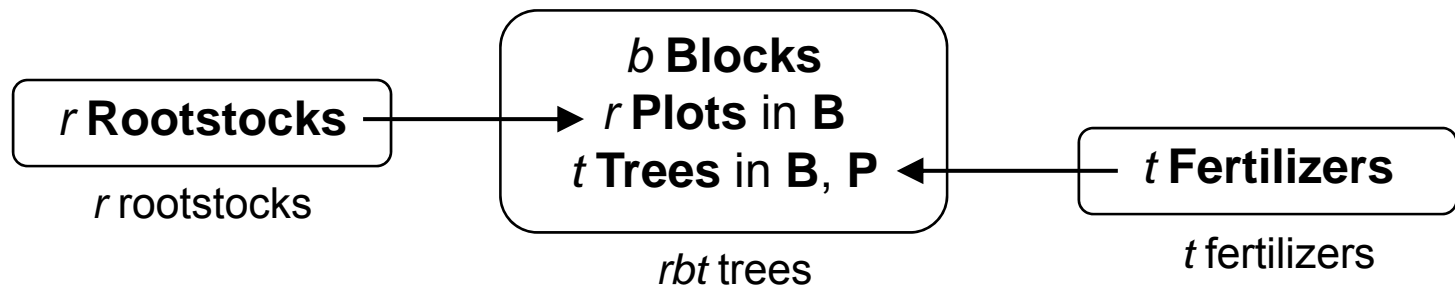 r Rootstocks
r rootstocks
b Blocks
r Plots in B
t Trees in B, P
rbt trees
t Fertilizers
t fertilizers